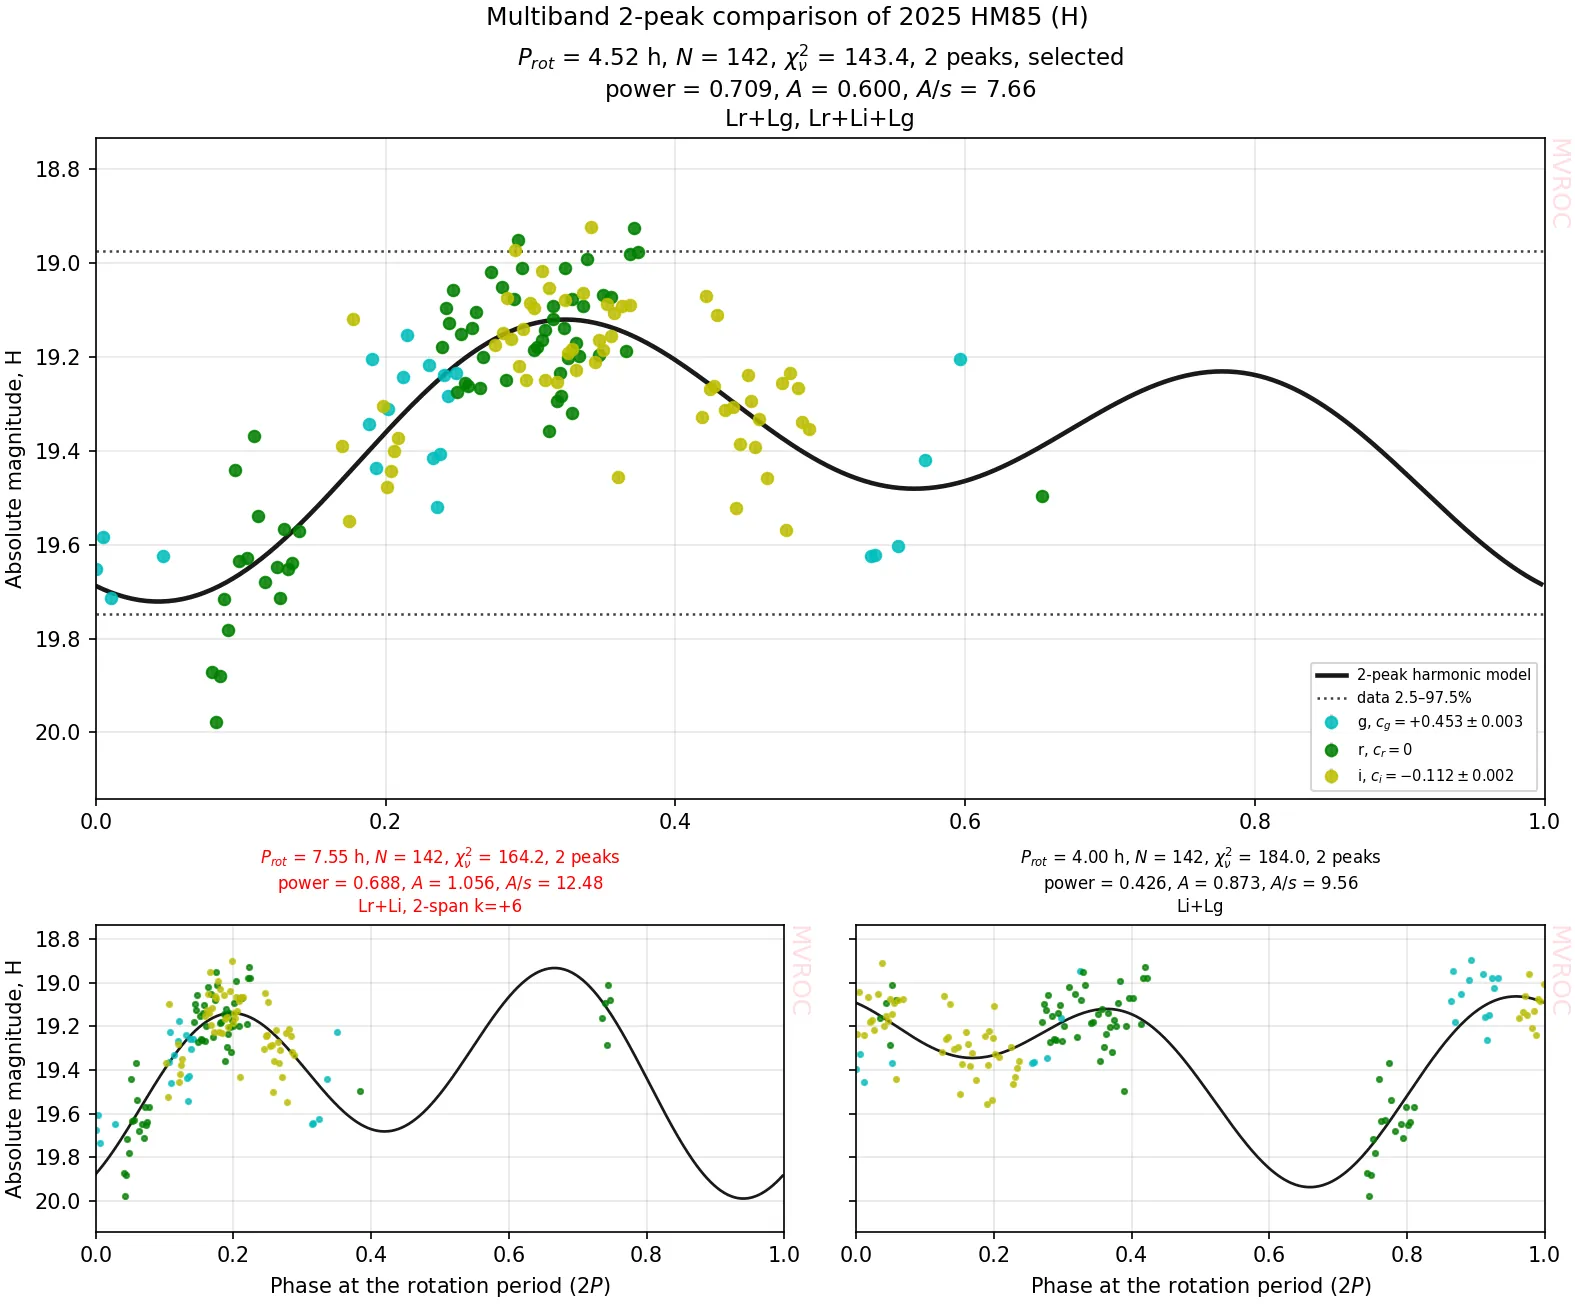 Multiband 2-peak comparison of 2025 HM85 (H)
P_rot = 4.52 h, N = 142, χ²_ν = 143.4, 2 peaks, selected
power = 0.709, A = 0.600, A/s = 7.66
Lr+Lg, Lr+Li+Lg
MVROC
Absolute magnitude, H
18.8
19.0
19.2
19.4
19.6
19.8
20.0
2-peak harmonic model
data 2.5–97.5%
g, c_g = +0.453 ± 0.003
r, c_r = 0
i, c_i = −0.112 ± 0.002
0.0 0.2 0.4 0.6 0.8 1.0
P_rot = 7.55 h, N = 142, χ²_ν = 164.2, 2 peaks
power = 0.688, A = 1.056, A/s = 12.48
Lr+Li, 2-span k=+6
MVROC
Absolute magnitude, H
18.8
19.0
19.2
19.4
19.6
19.8
20.0
0.0 0.2 0.4 0.6 0.8 1.0
Phase at the rotation period (2P)
P_rot = 4.00 h, N = 142, χ²_ν = 184.0, 2 peaks
power = 0.426, A = 0.873, A/s = 9.56
Li+Lg
MVROC
0.0 0.2 0.4 0.6 0.8 1.0
Phase at the rotation period (2P)